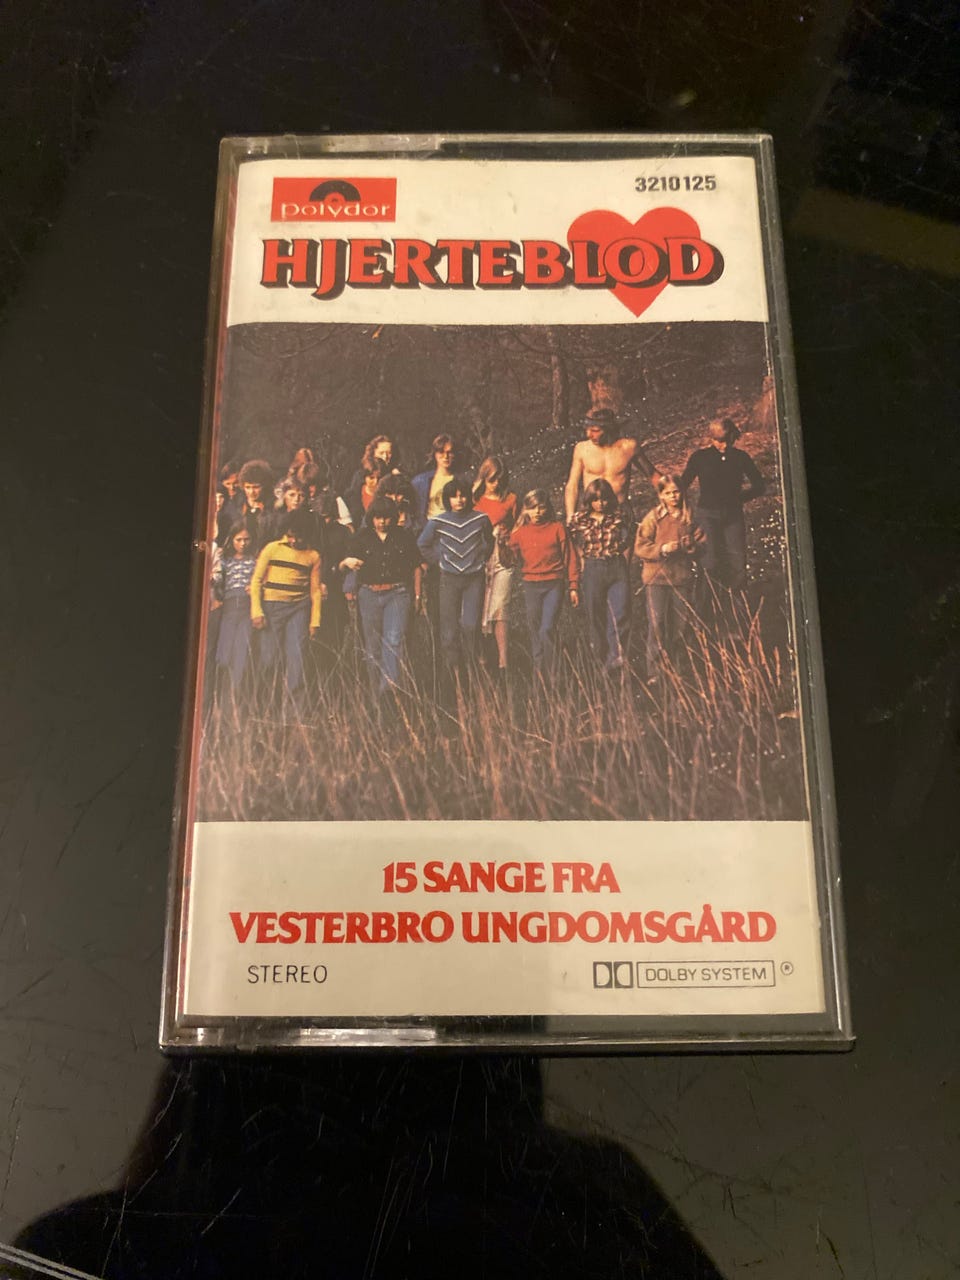 polydor
3210125
HJERTEBLOD
15 SANGE FRA
VESTERBRO UNGDOMSGÅRD
STEREO
DOLBY SYSTEM ®